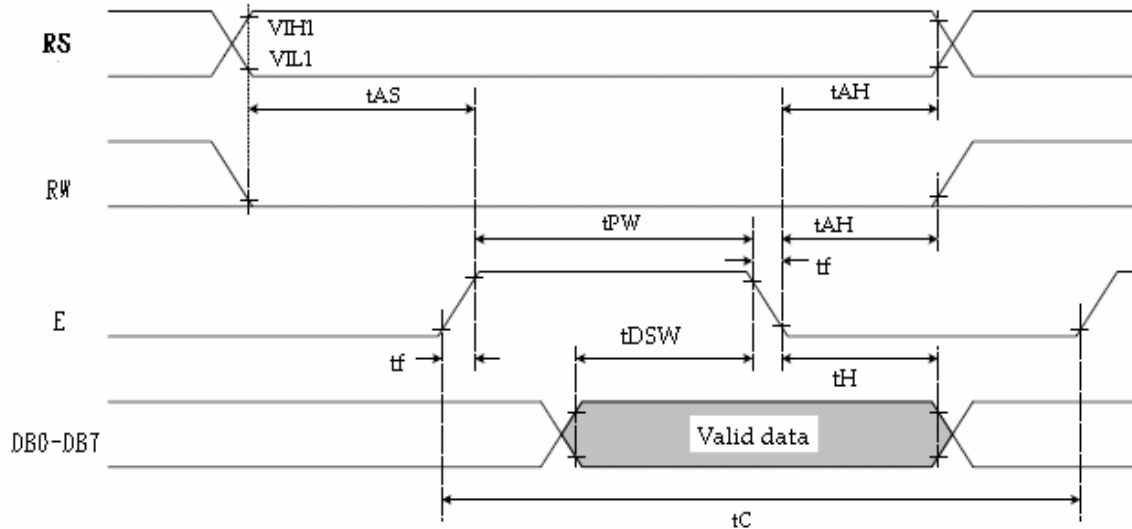 RS
VIH1
VIL1
tAS
tAH
RW
tPW
tAH
tf
E
tDSW
tf
tH
DB0-DB7
Valid data
tC